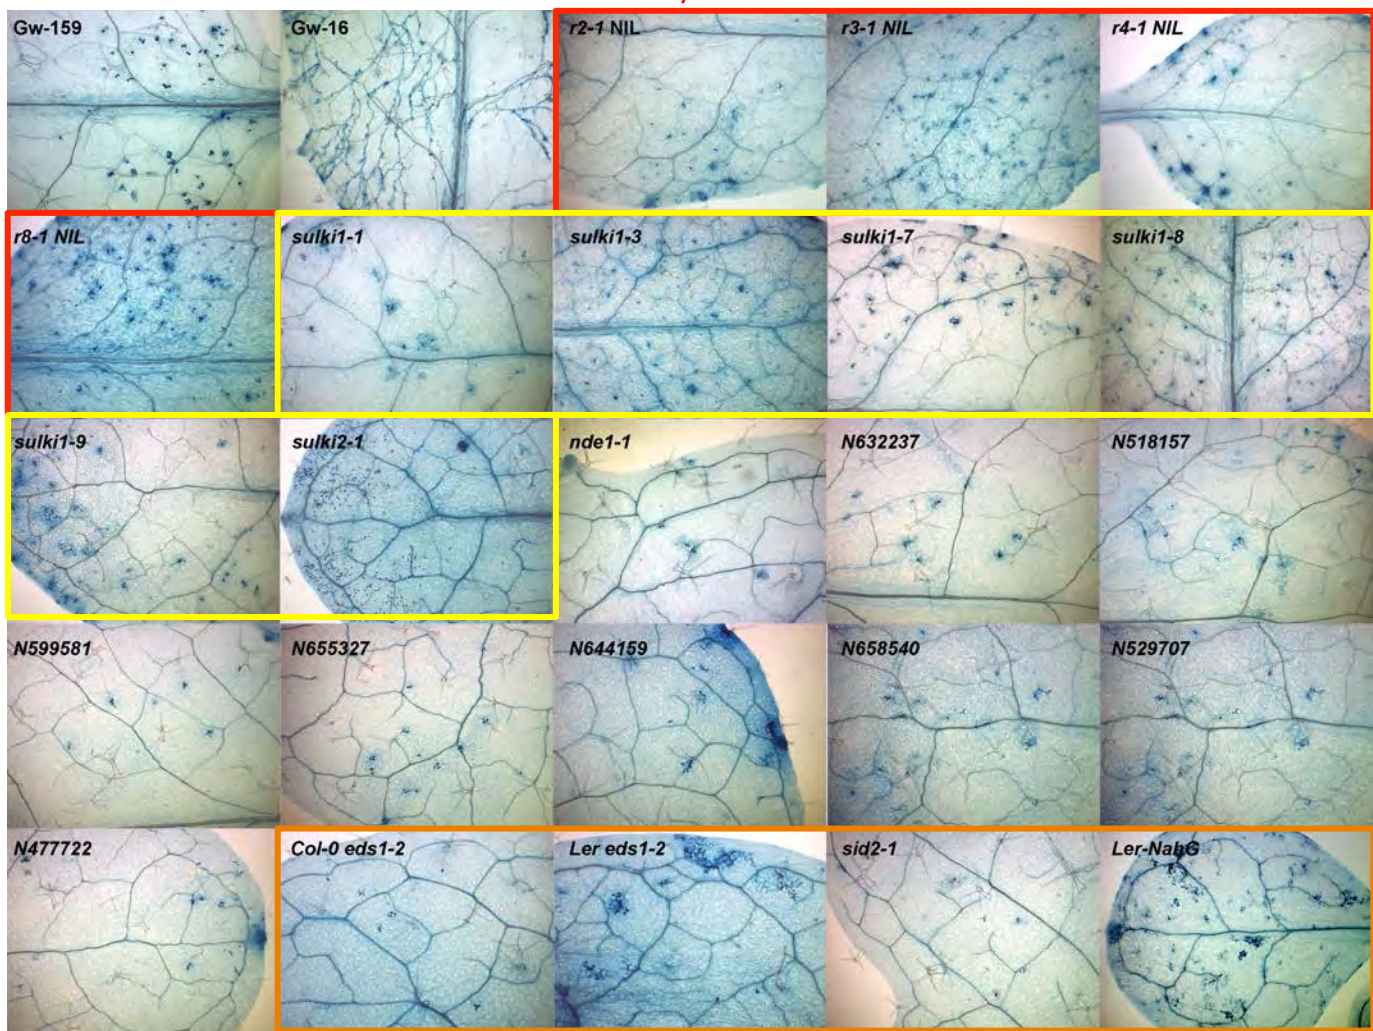 Gw-159
Gw-16
r2-1 NIL
r3-1 NIL
r4-1 NIL
r8-1 NIL
sulki1-1
sulki1-3
sulki1-7
sulki1-8
sulki1-9
sulki2-1
nde1-1
N632237
N518157
N599581
N655327
N644159
N658540
N529707
N477722
Col-0 eds1-2
Ler eds1-2
sid2-1
Ler-NahG